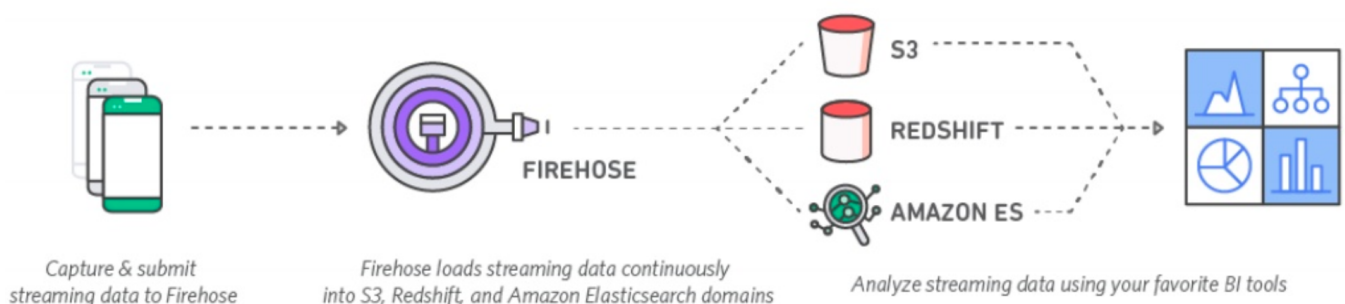 S3
REDSHIFT
FIREHOSE
AMAZON ES
Capture & submit
streaming data to Firehose
Firehose loads streaming data continuously
into S3, Redshift, and Amazon Elasticsearch domains
Analyze streaming data using your favorite BI tools